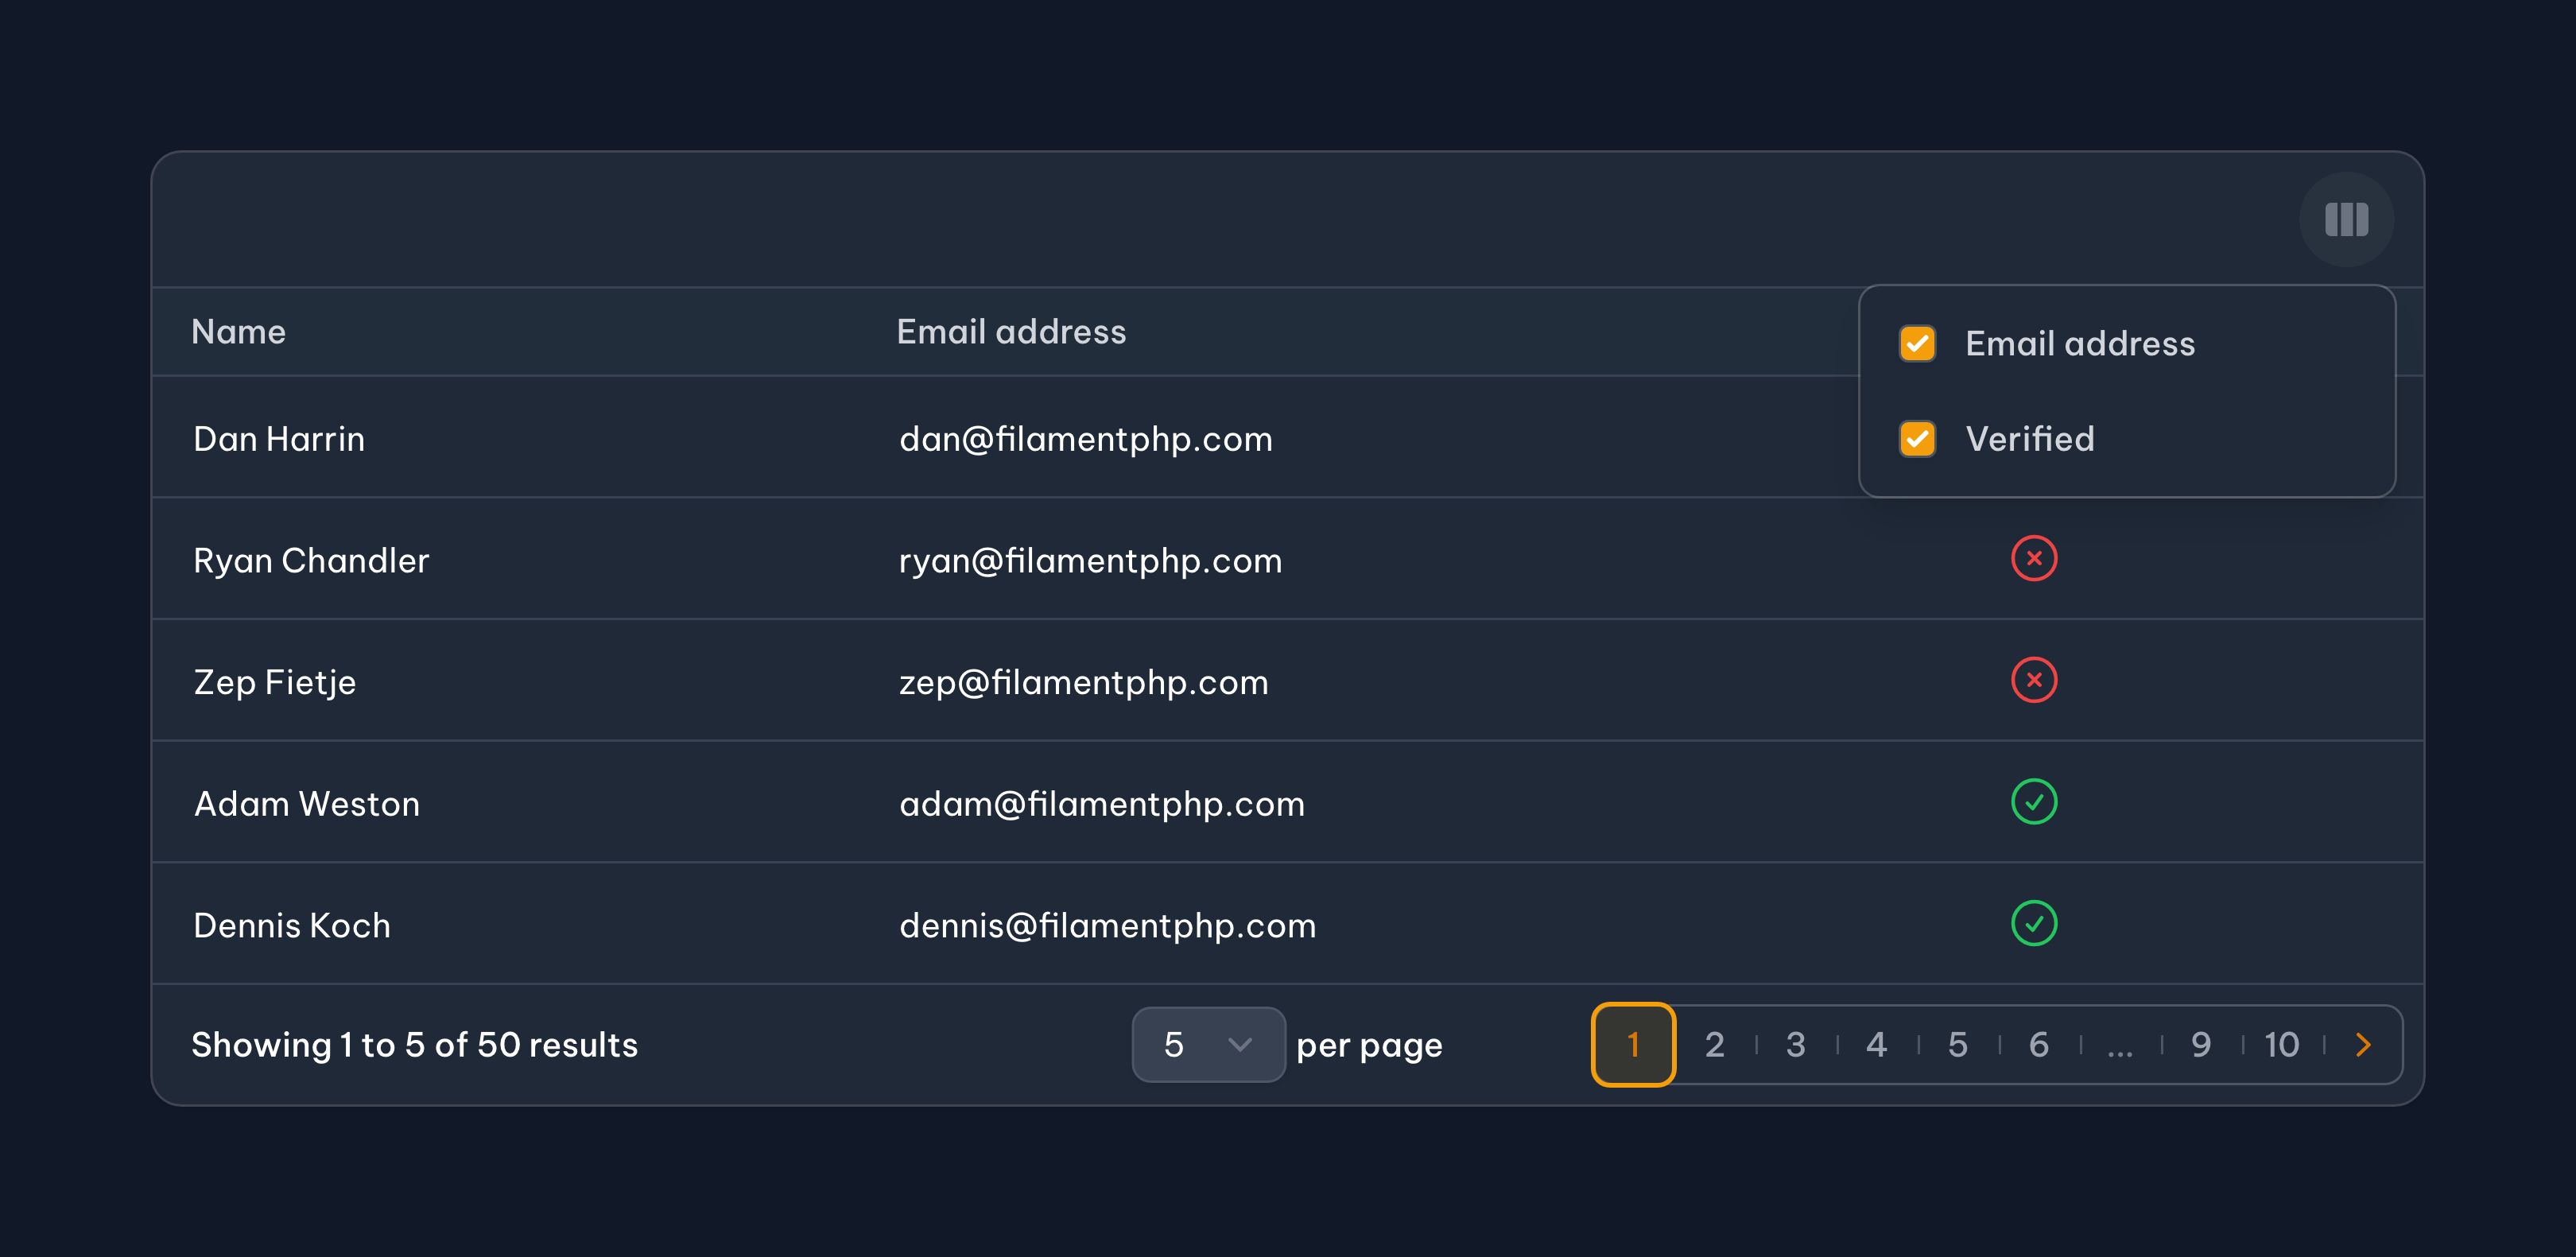 Name Email address
Email address
Dan Harrin dan@filamentphp.com
Verified
Ryan Chandler ryan@filamentphp.com
Zep Fietje zep@filamentphp.com
Adam Weston adam@filamentphp.com
Dennis Koch dennis@filamentphp.com
Showing 1 to 5 of 50 results 5 per page 1 2 3 4 5 6 ... 9 10